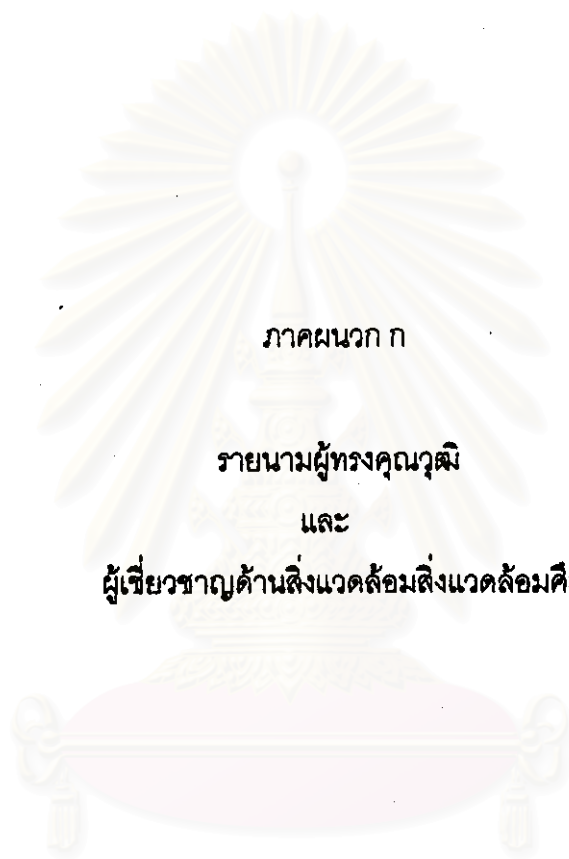 ภาคผนวก ก
รายนามผู้ทรงคุณวุฒิ
และ
ผู้เชี่ยวชาญด้านสิ่งแวดล้อมสิ่งแวดล้อมศึ